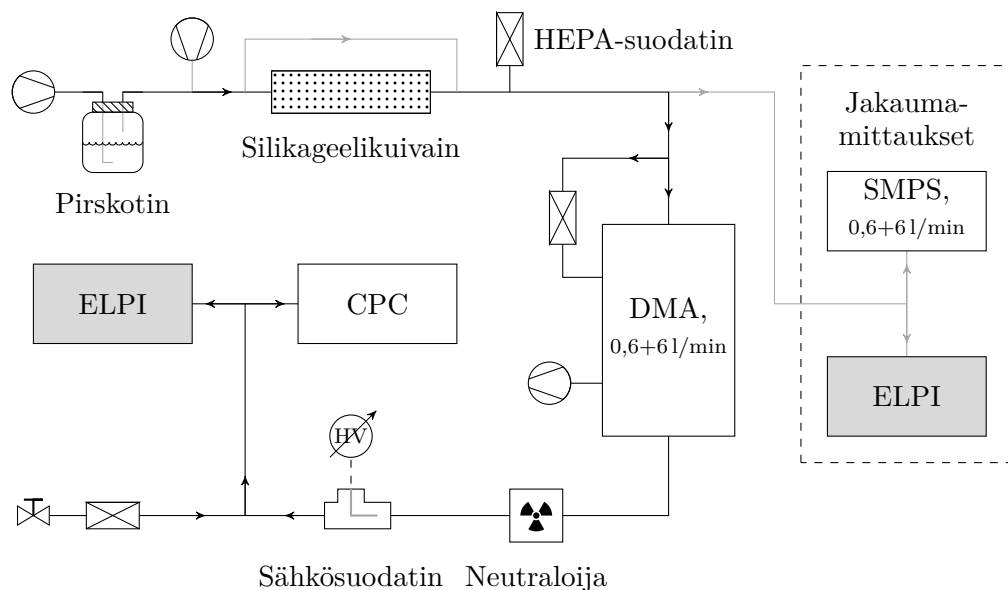 HEPA-suodatin
Silikageelikuivain
Pirskotin
Jakauma-
mittaukset
SMPS,
0,6+6 l/min
ELPI
CPC
DMA,
0,6+6 l/min
ELPI
HV
Sähkösuodatin
Neutraloija